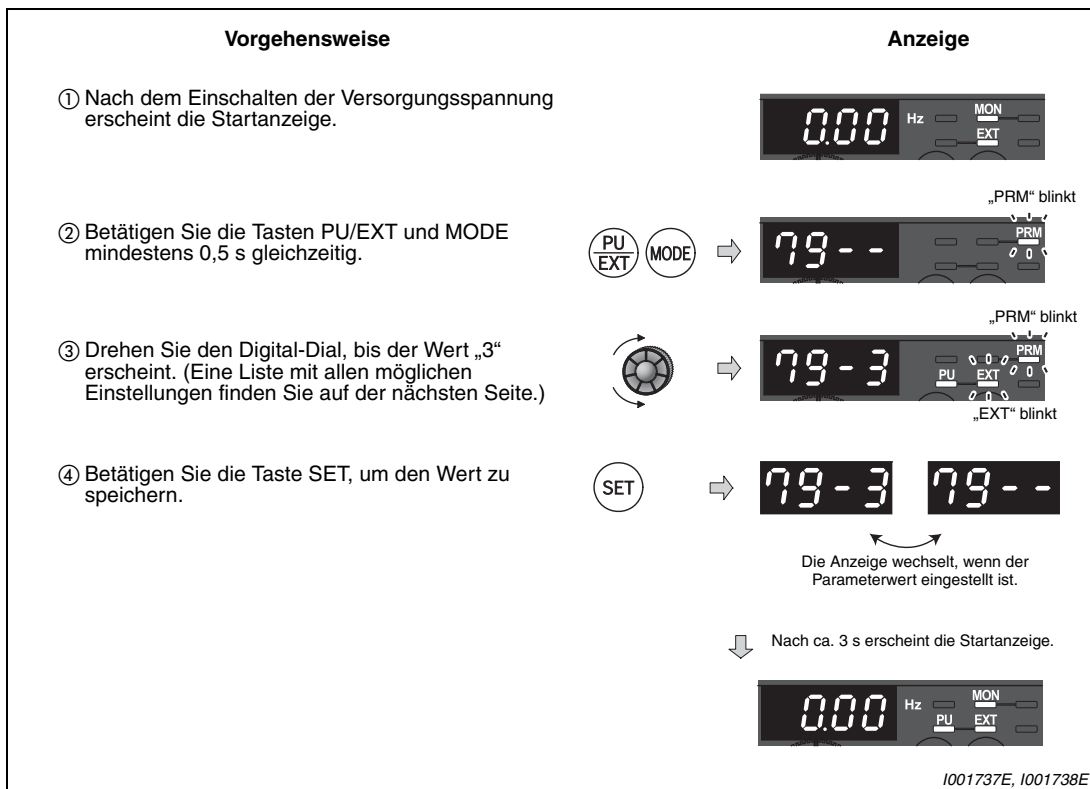 Vorgehensweise
Anzeige
① Nach dem Einschalten der Versorgungsspannung
erscheint die Startanzeige.
0.00 Hz MON
EXT
② Betätigen Sie die Tasten PU/EXT und MODE
mindestens 0,5 s gleichzeitig.
PU
EXT
MODE
„PRM“ blinkt
79-- PRM
③ Drehen Sie den Digital-Dial, bis der Wert „3“
erscheint. (Eine Liste mit allen möglichen
Einstellungen finden Sie auf der nächsten Seite.)
„PRM“ blinkt
79-3 PRM
PU EXT
„EXT“ blinkt
④ Betätigen Sie die Taste SET, um den Wert zu
speichern.
SET
79-3 79--
Die Anzeige wechselt, wenn der
Parameterwert eingestellt ist.
Nach ca. 3 s erscheint die Startanzeige.
0.00 Hz MON
PU EXT
I001737E, I001738E